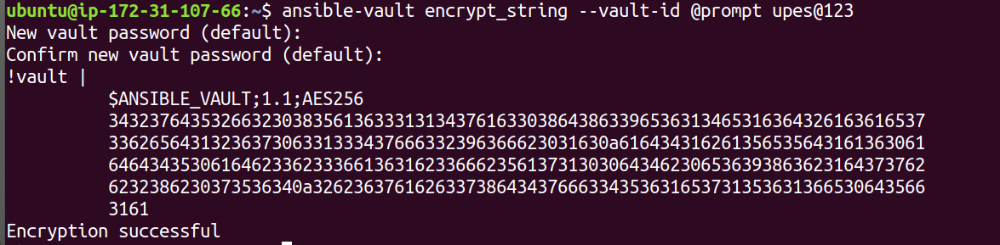 ubuntu@ip-172-31-107-66:~$ ansible-vault encrypt_string --vault-id @prompt upes@123
New vault password (default):
Confirm new vault password (default):
!vault |
$ANSIBLE_VAULT;1.1;AES256
34323764353266323038356136333131343761633038643863396536313465316364326163616537
3362656431323637306331333437666332396366623031630a616434316261356535643161363061
64643435306164623362333661363162336662356137313030643462306536393863623164373762
6232386230373536340a326236376162633738643437666334353631653731353631366530643566
3161
Encryption successful